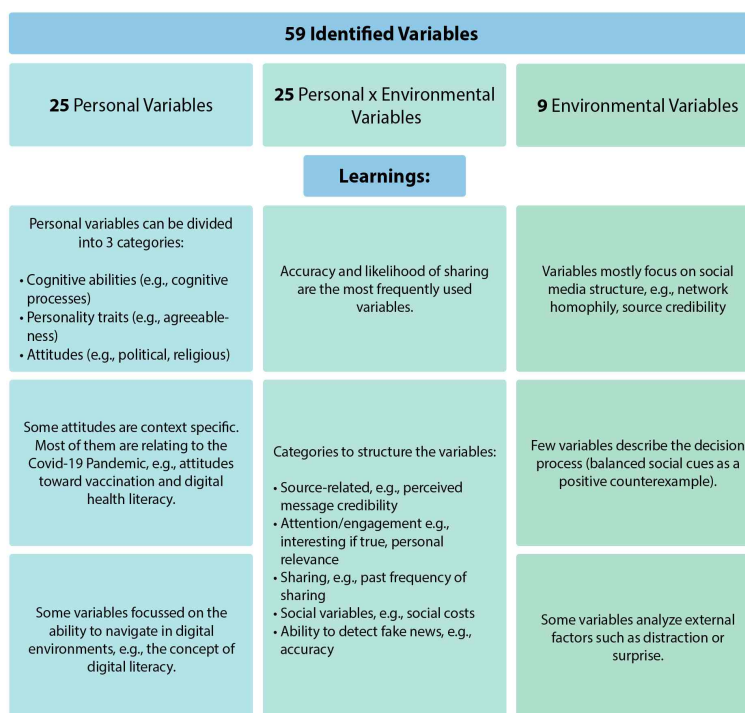 59 Identified Variables
25 Personal Variables
25 Personal x Environmental
Variables
9 Environmental Variables
Learnings:
Personal variables can be divided
into 3 categories:
• Cognitive abilities (e.g., cognitive
processes)
• Personality traits (e.g., agreeable-
ness)
• Attitudes (e.g., political, religious)
Accuracy and likelihood of sharing
are the most frequently used
variables.
Variables mostly focus on social
media structure, e.g., network
homophily, source credibility
Some attitudes are context specific.
Most of them are relating to the
Covid-19 Pandemic, e.g., attitudes
toward vaccination and digital
health literacy.
Categories to structure the variables:
• Source-related, e.g., perceived
message credibility
• Attention/engagement e.g.,
interesting if true, personal
relevance
• Sharing, e.g., past frequency of
sharing
• Social variables, e.g., social costs
• Ability to detect fake news, e.g.,
accuracy
Few variables describe the decision
process (balanced social cues as a
positive counterexample).
Some variables focussed on the
ability to navigate in digital
environments, e.g., the concept of
digital literacy.
Some variables analyze external
factors such as distraction or
surprise.